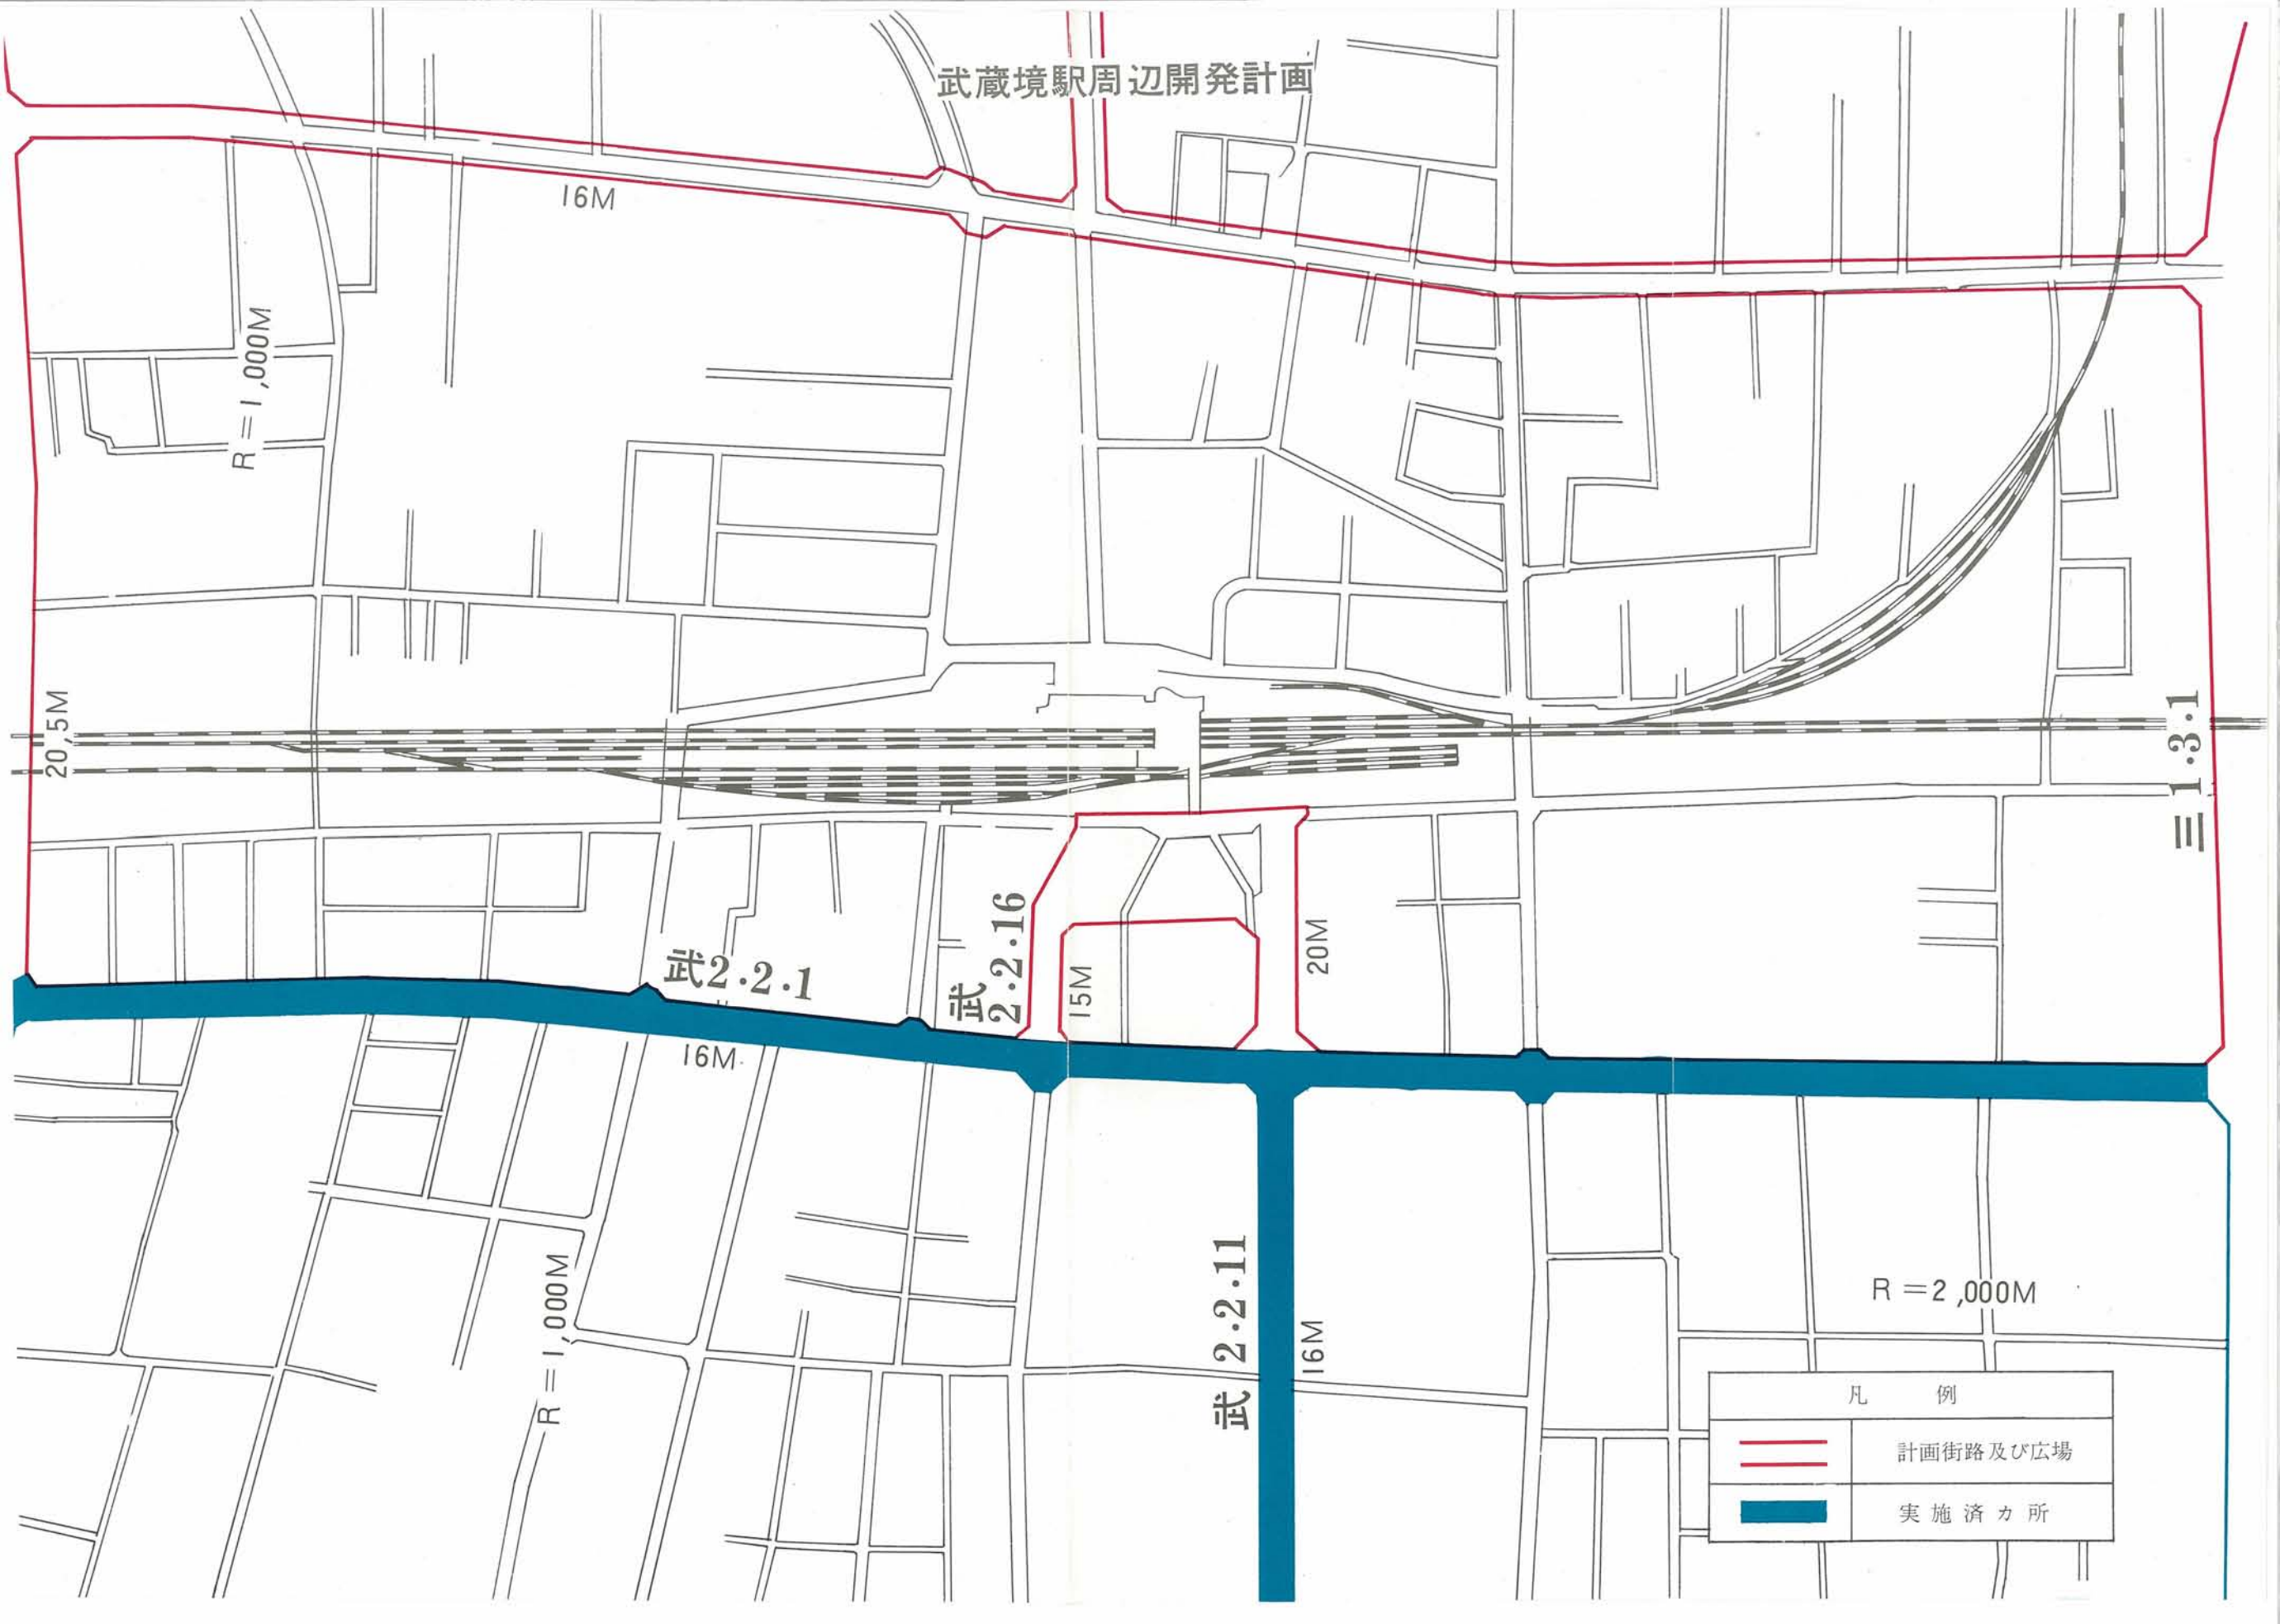 武蔵境駅周辺開発計画
16M
R＝1,000M
20,5M
三1・3・1
武2・2・1
武
2・2・16
15M
20M
16M
武 2・2・11
16M
R＝1,000M
R＝2,000M
凡 例
計画街路及び広場
実施済カ所